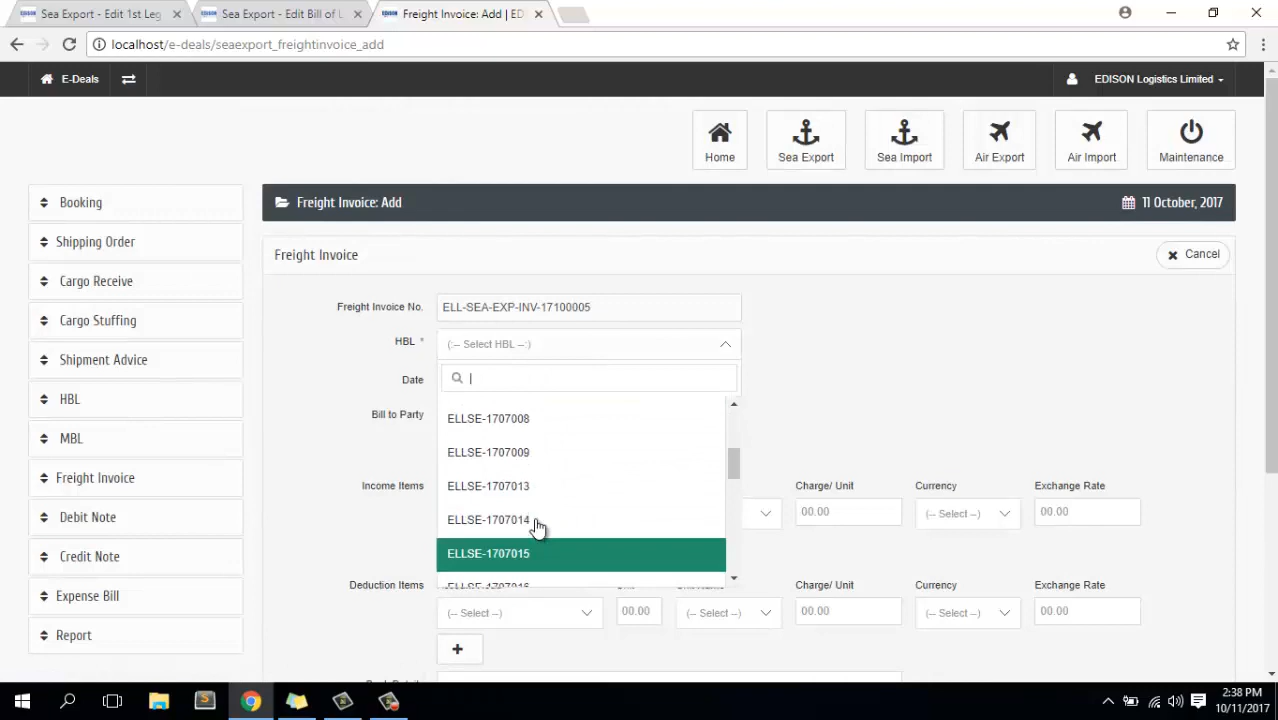 Sea Export - Edit 1st Leg
Sea Export - Edit Bill of L
Freight Invoice: Add | ED
localhost/e-deals/seaexport_freightinvoice_add
E-Deals
EDISON Logistics Limited
Home
Sea Export
Sea Import
Air Export
Air Import
Maintenance
Booking
Shipping Order
Cargo Receive
Cargo Stuffing
Shipment Advice
HBL
MBL
Freight Invoice
Debit Note
Credit Note
Expense Bill
Report
Freight Invoice: Add
11 October, 2017
Freight Invoice
Cancel
Freight Invoice No.
ELL-SEA-EXP-INV-17100005
HBL *
(:-- Select HBL --:)
Date
Bill to Party
ELLSE-1707008
ELLSE-1707009
ELLSE-1707013
ELLSE-1707014
ELLSE-1707015
Income Items
Charge/ Unit
Currency
Exchange Rate
00.00
(-- Select --)
00.00
Deduction Items
Charge/ Unit
Currency
Exchange Rate
(-- Select --)
00.00
(-- Select --)
00.00
(-- Select --)
00.00
2:38 PM
10/11/2017